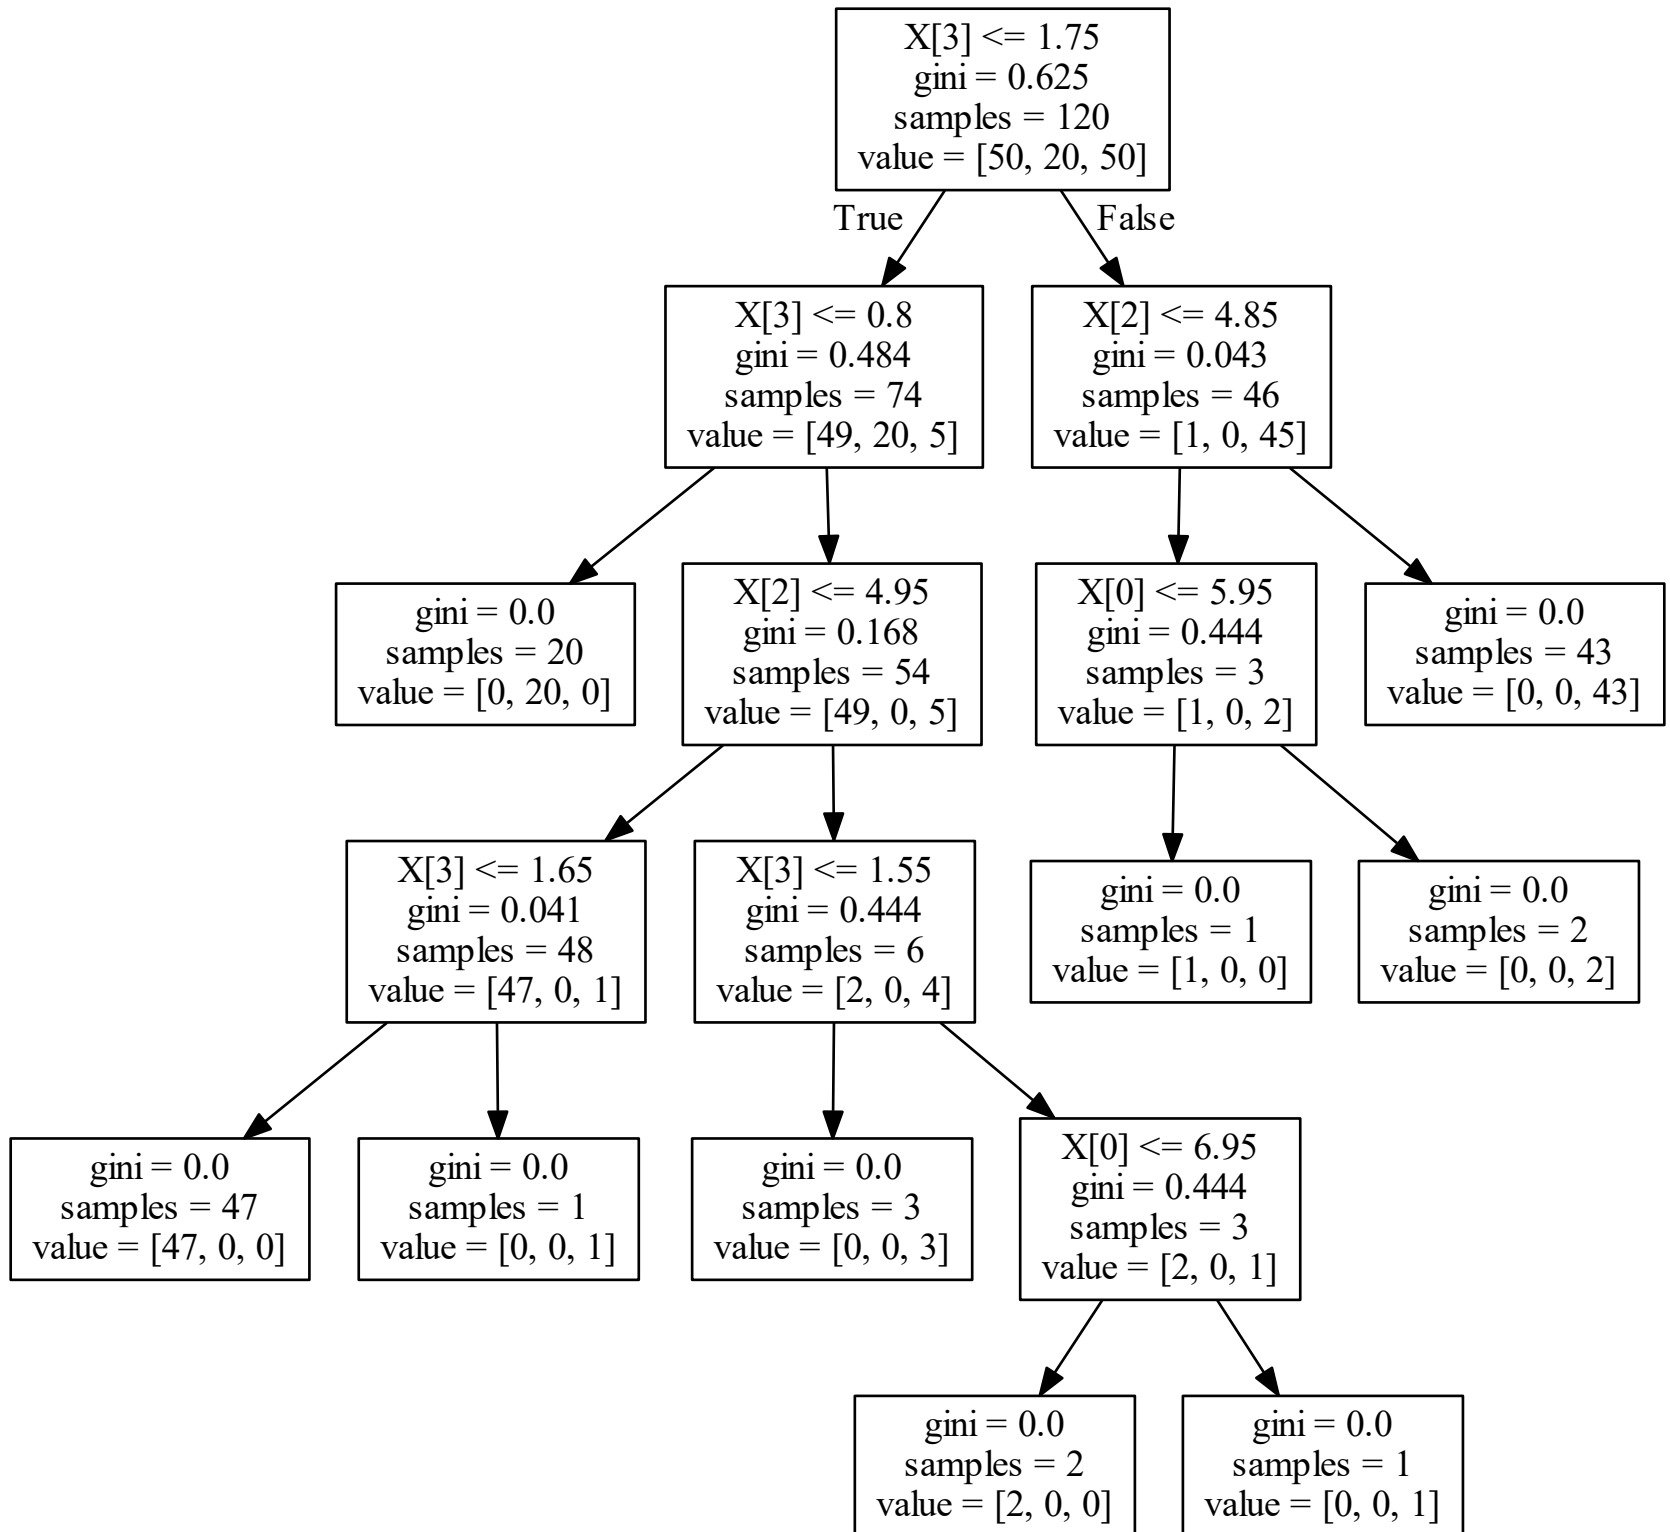 X[3] <= 1.75
gini = 0.625
samples = 120
value = [50, 20, 50]
True
False
X[3] <= 0.8
gini = 0.484
samples = 74
value = [49, 20, 5]
X[2] <= 4.85
gini = 0.043
samples = 46
value = [1, 0, 45]
gini = 0.0
samples = 20
value = [0, 20, 0]
X[2] <= 4.95
gini = 0.168
samples = 54
value = [49, 0, 5]
X[0] <= 5.95
gini = 0.444
samples = 3
value = [1, 0, 2]
gini = 0.0
samples = 43
value = [0, 0, 43]
X[3] <= 1.65
gini = 0.041
samples = 48
value = [47, 0, 1]
X[3] <= 1.55
gini = 0.444
samples = 6
value = [2, 0, 4]
gini = 0.0
samples = 1
value = [1, 0, 0]
gini = 0.0
samples = 2
value = [0, 0, 2]
gini = 0.0
samples = 47
value = [47, 0, 0]
gini = 0.0
samples = 1
value = [0, 0, 1]
gini = 0.0
samples = 3
value = [0, 0, 3]
X[0] <= 6.95
gini = 0.444
samples = 3
value = [2, 0, 1]
gini = 0.0
samples = 2
value = [2, 0, 0]
gini = 0.0
samples = 1
value = [0, 0, 1]